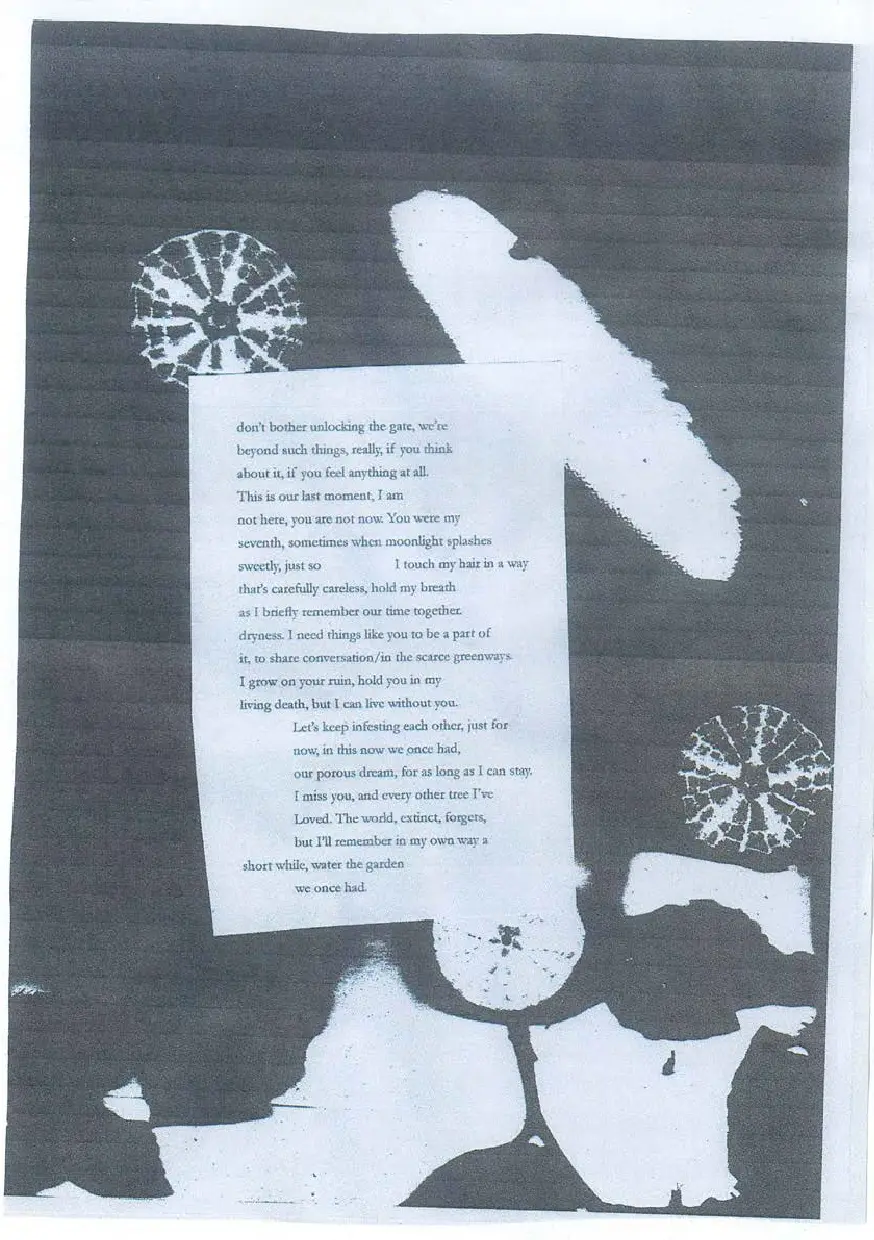 don't bother unlocking the gate, we're
beyond such things, really, if you think
about it, if you feel anything at all.
This is our last moment, I am
not here, you are not now. You were my
seventh, sometimes when moonlight splashes
sweetly, just so I touch my hair in a way
that's carefully careless, hold my breath
as I briefly remember our time together.
dryness. I need things like you to be a part of
it, to share conversation/in the scarce greenways.
I grow on your ruin, hold you in my
living death, but I can live without you.
Let's keep infesting each other, just for
now, in this now we once had,
our porous dream, for as long as I can stay.
I miss you, and every other tree I've
Loved. The world, extinct, forgets,
but I'll remember in my own way a
short while, water the garden
we once had.